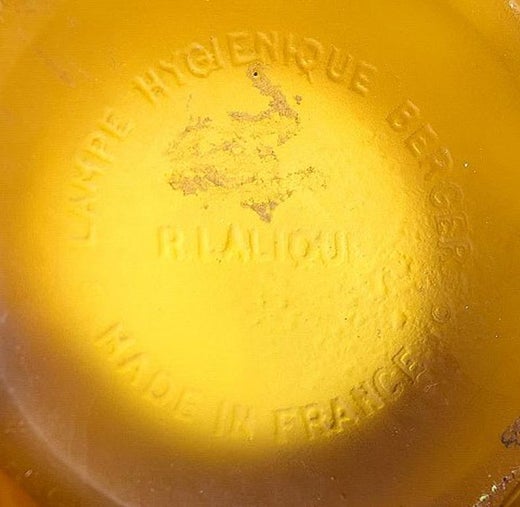 LAMPE HYGIENIQUE BERGER
R. LALIQUE
MADE IN FRANCE